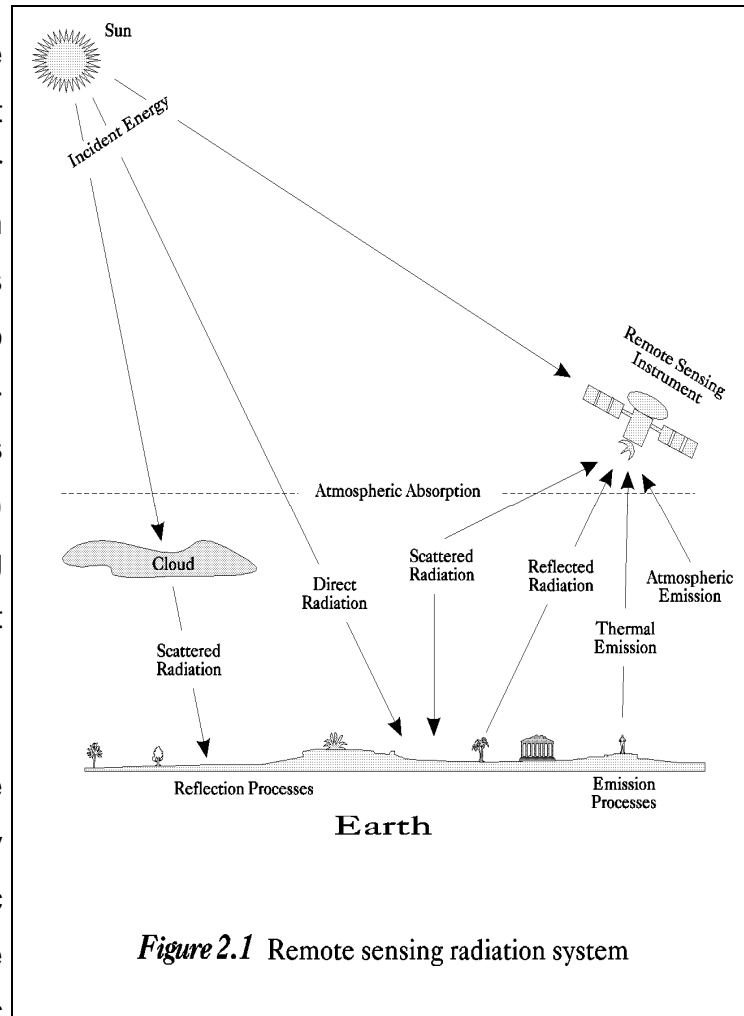 Sun
Incident Energy
Remote Sensing
Instrument
Atmospheric Absorption
Cloud
Scattered
Radiation
Direct
Radiation
Scattered
Radiation
Reflected
Radiation
Atmospheric
Emission
Thermal
Emission
Reflection Processes
Emission
Processes
Earth
Figure 2.1 Remote sensing radiation system